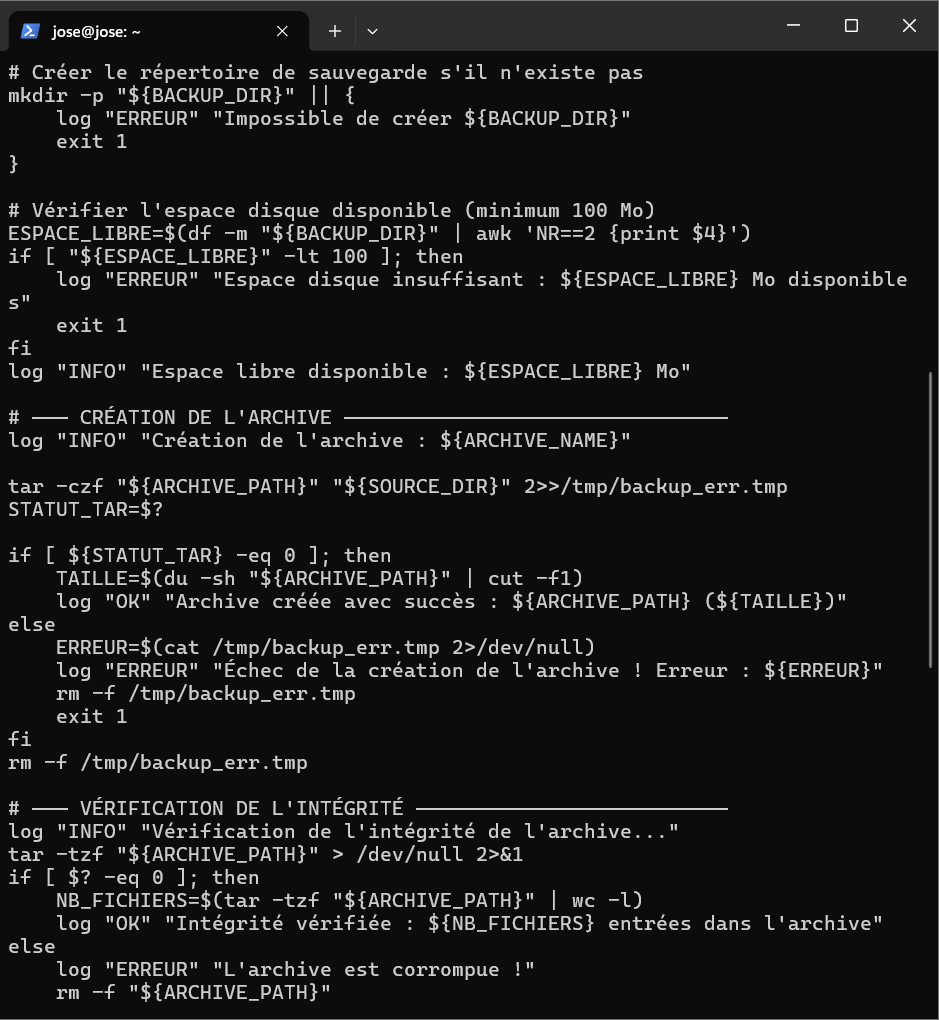 jose@jose: ~
# Créer le répertoire de sauvegarde s'il n'existe pas
mkdir -p "${BACKUP_DIR}" || {
    log "ERREUR" "Impossible de créer ${BACKUP_DIR}"
    exit 1
}

# Vérifier l'espace disque disponible (minimum 100 Mo)
ESPACE_LIBRE=$(df -m "${BACKUP_DIR}" | awk 'NR==2 {print $4}')
if [ "${ESPACE_LIBRE}" -lt 100 ]; then
    log "ERREUR" "Espace disque insuffisant : ${ESPACE_LIBRE} Mo disponible
s"
    exit 1
fi
log "INFO" "Espace libre disponible : ${ESPACE_LIBRE} Mo"

# ─── CRÉATION DE L'ARCHIVE ────────────────────────────────
log "INFO" "Création de l'archive : ${ARCHIVE_NAME}"

tar -czf "${ARCHIVE_PATH}" "${SOURCE_DIR}" 2>>/tmp/backup_err.tmp
STATUT_TAR=$?

if [ ${STATUT_TAR} -eq 0 ]; then
    TAILLE=$(du -sh "${ARCHIVE_PATH}" | cut -f1)
    log "OK" "Archive créée avec succès : ${ARCHIVE_PATH} (${TAILLE})"
else
    ERREUR=$(cat /tmp/backup_err.tmp 2>/dev/null)
    log "ERREUR" "Échec de la création de l'archive ! Erreur : ${ERREUR}"
    rm -f /tmp/backup_err.tmp
    exit 1
fi
rm -f /tmp/backup_err.tmp

# ─── VÉRIFICATION DE L'INTÉGRITÉ ──────────────────────────
log "INFO" "Vérification de l'intégrité de l'archive..."
tar -tzf "${ARCHIVE_PATH}" > /dev/null 2>&1
if [ $? -eq 0 ]; then
    NB_FICHIERS=$(tar -tzf "${ARCHIVE_PATH}" | wc -l)
    log "OK" "Intégrité vérifiée : ${NB_FICHIERS} entrées dans l'archive"
else
    log "ERREUR" "L'archive est corrompue !"
    rm -f "${ARCHIVE_PATH}"